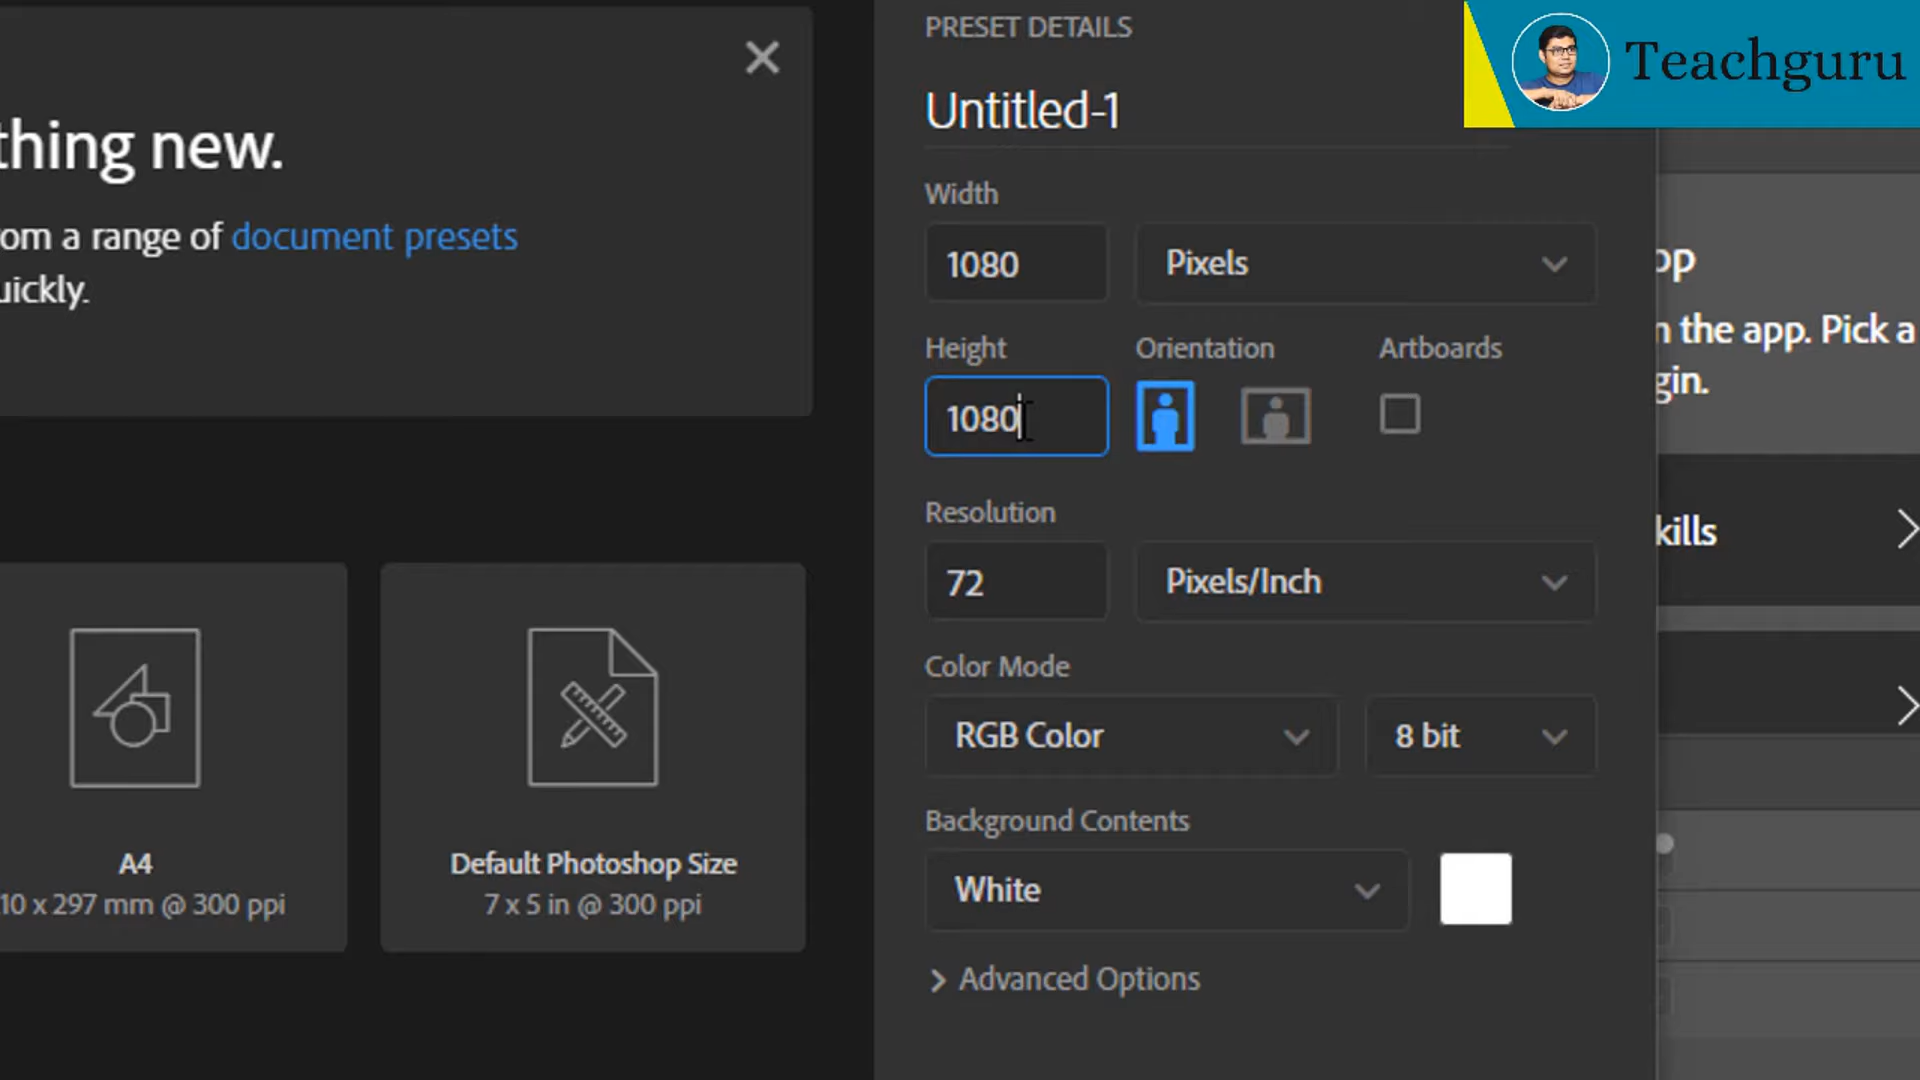 thing new.
om a range of document presets
uickly.
A4
10 x 297 mm @ 300 ppi
Default Photoshop Size
7 x 5 in @ 300 ppi
PRESET DETAILS
Untitled-1
Width
1080
Pixels
Height
Orientation
Artboards
1080
Resolution
72
Pixels/Inch
Color Mode
RGB Color
8 bit
Background Contents
White
Advanced Options
Teachguru
op
n the app. Pick a
gin.
kills